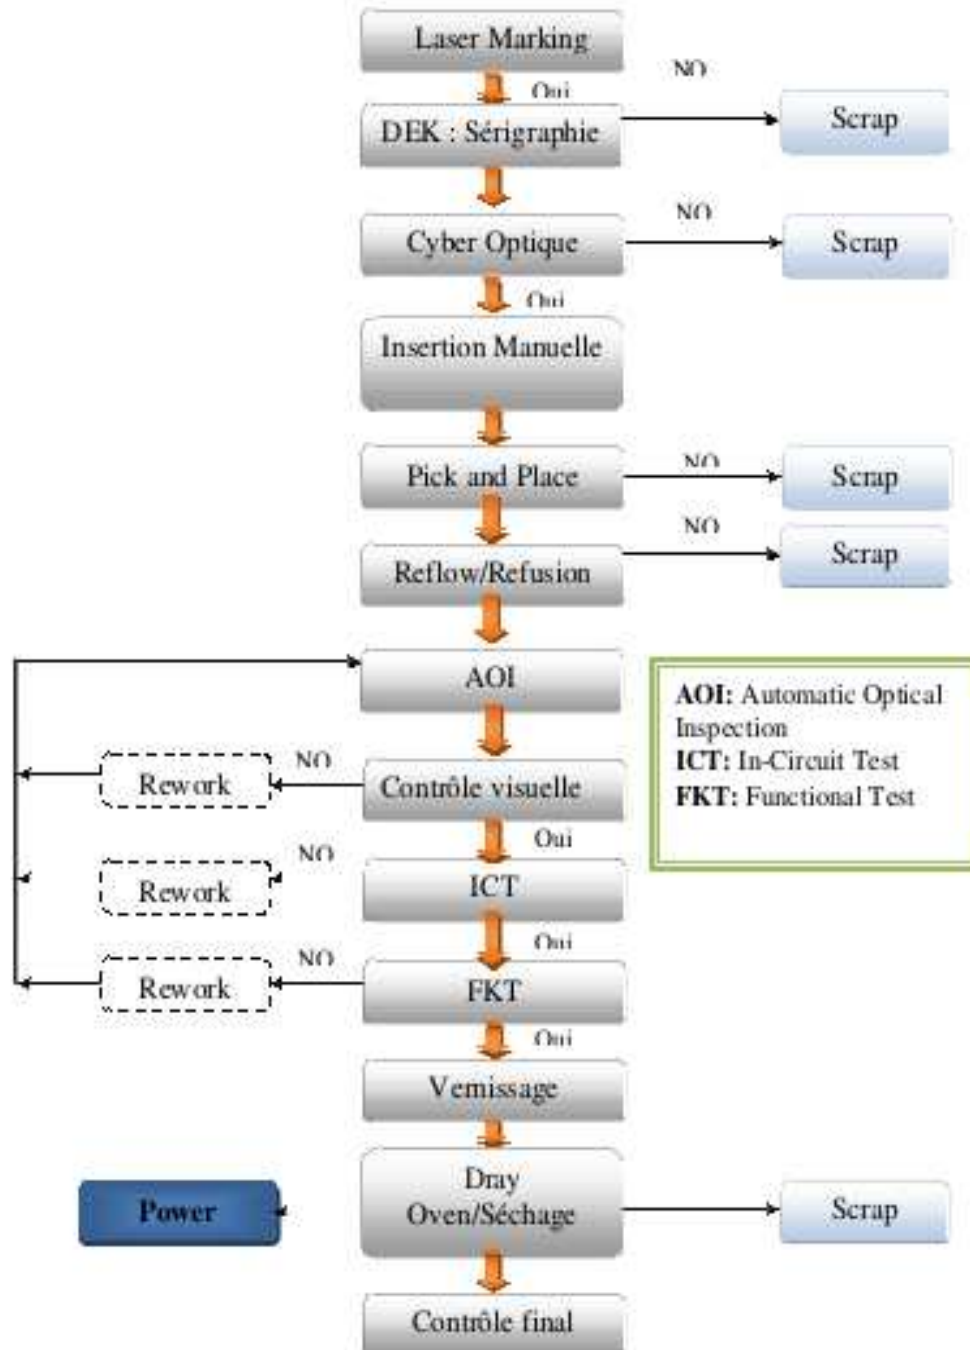 Laser Marking
Oui
NO
DEK : Sérigraphie
Scrap
NO
Cyber Optique
Scrap
Oui
Insertion Manuelle
NO
Pick and Place
Scrap
NO
Reflow/Refusion
Scrap
AOI
AOI: Automatic Optical
Inspection
ICT: In-Circuit Test
FKT: Functional Test
NO
Rework
Contrôle visuelle
Oui
NO
Rework
ICT
Oui
NO
Rework
FKT
Oui
Vernissage
Dray
Oven/Séchage
Power
Scrap
Contrôle final